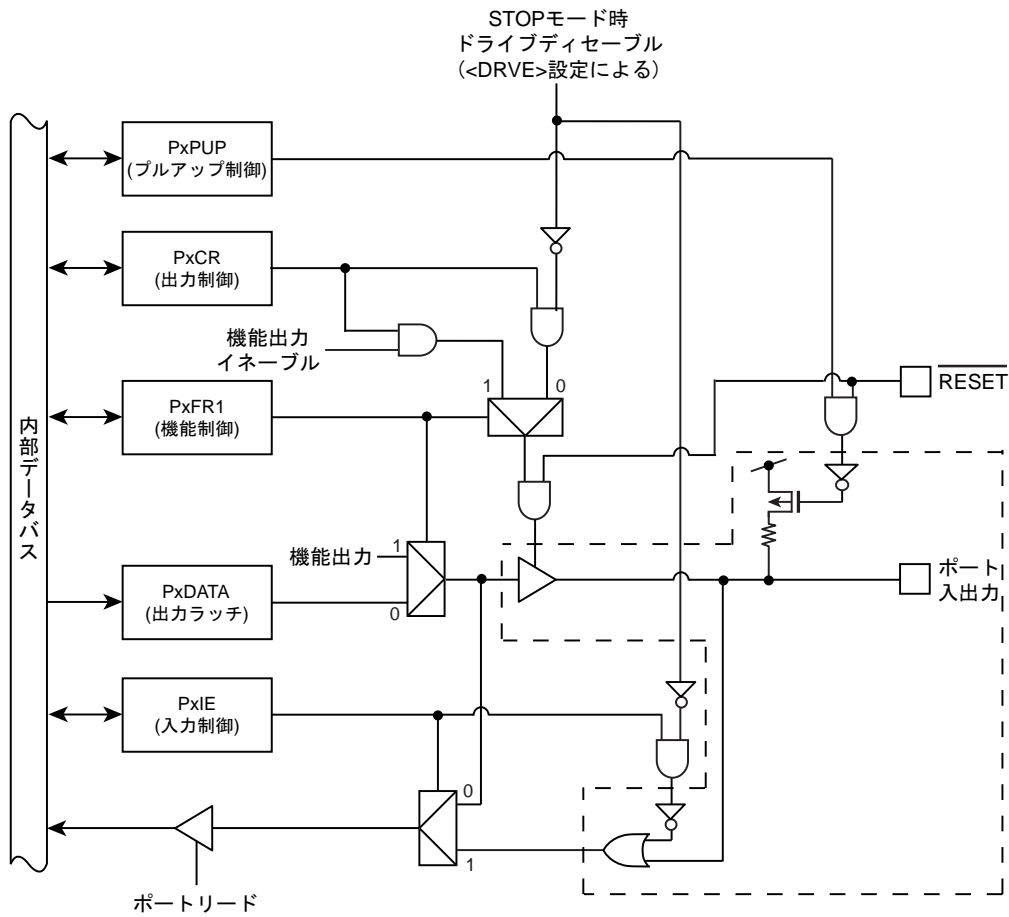 STOPモード時
ドライブディセーブル
(<DRVE>設定による)
PxPUP
(プルアップ制御)
PxCR
(出力制御)
機能出力
イネーブル
1
0
RESET
PxFR1
(機能制御)
内部データバス
機能出力
1
0
PxDATA
(出力ラッチ)
ポート
入出力
PxIE
(入力制御)
0
1
ポートリード